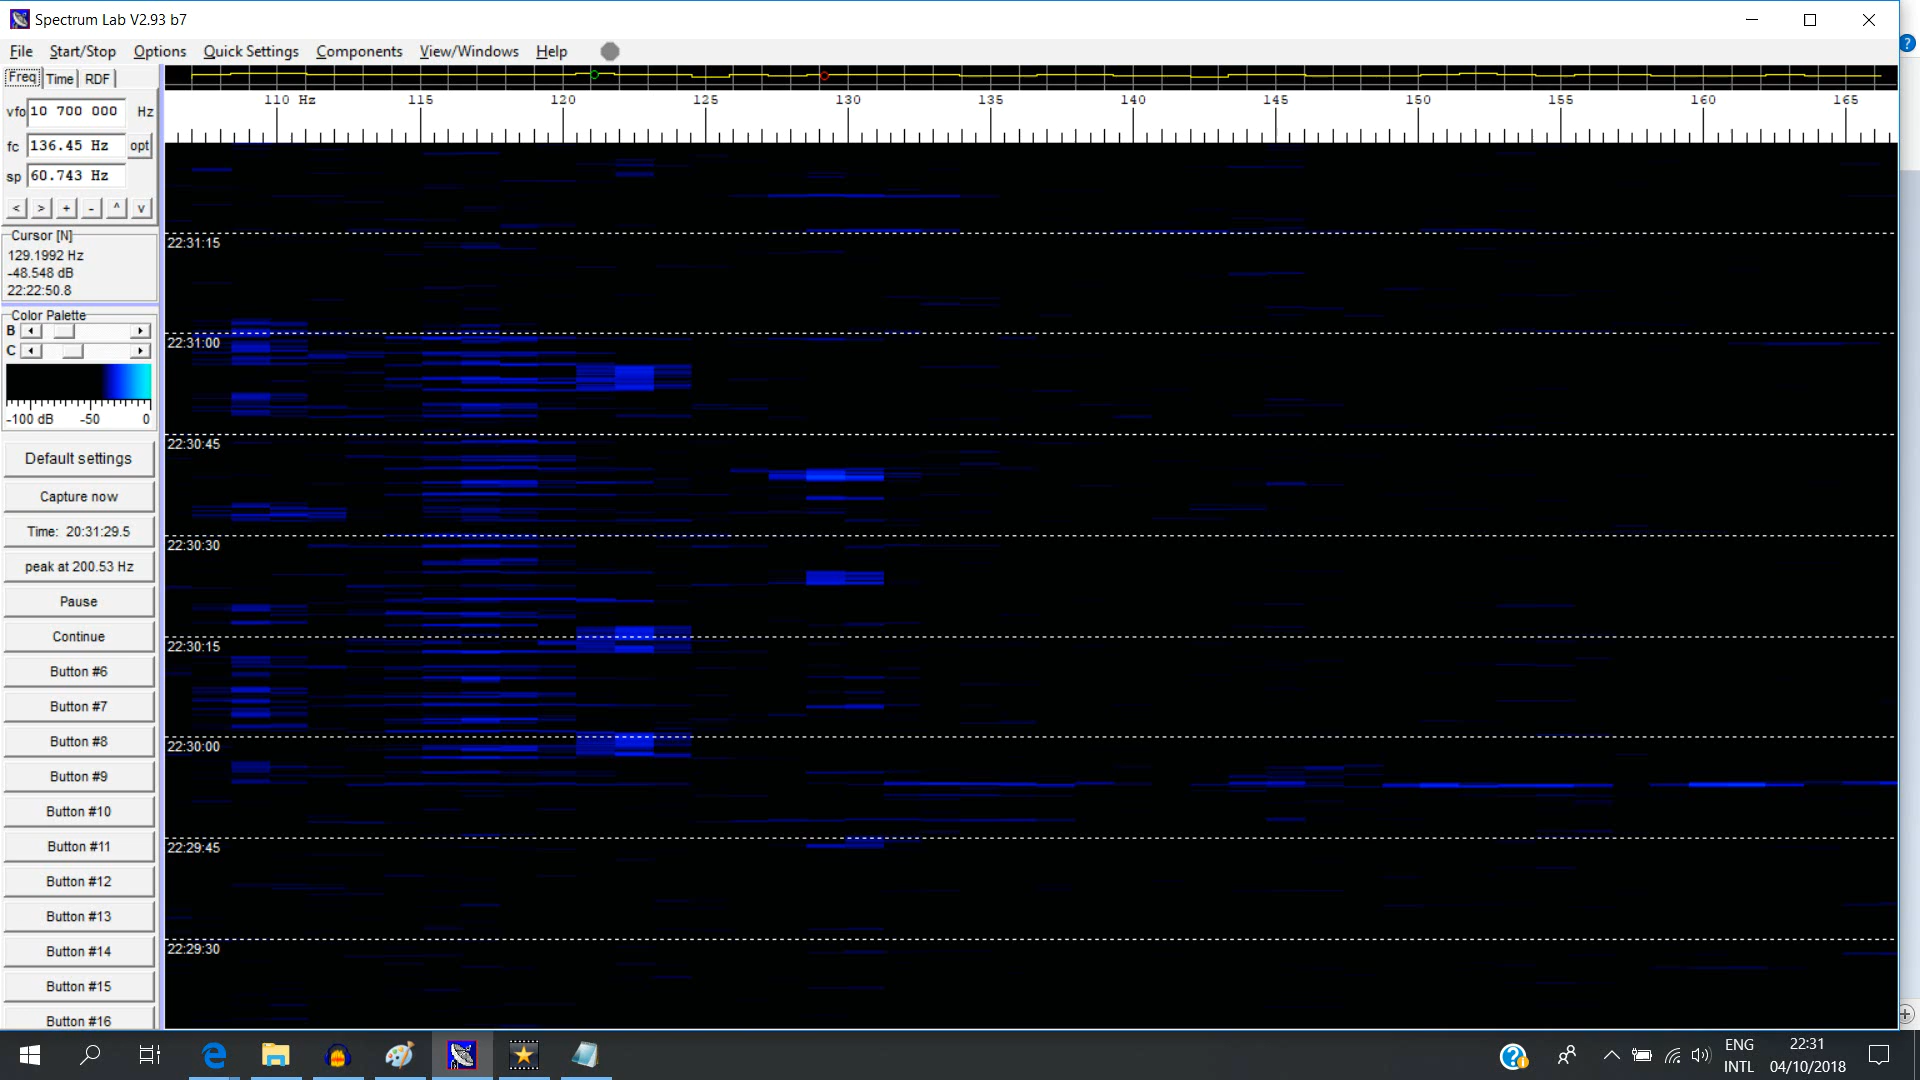 Spectrum Lab V2.93 b7
File Start/Stop Options Quick Settings Components View/Windows Help
Freq Time RDF
vfo 10 700 000 Hz
fc 136.45 Hz opt
sp 60.743 Hz
< > + - ^ v
Cursor [N]
129.1992 Hz
-48.548 dB
22:22:50.8
Color Palette
B
C
-100 dB -50 0
Default settings
Capture now
Time: 20:31:29.5
peak at 200.53 Hz
Pause
Continue
Button #6
Button #7
Button #8
Button #9
Button #10
Button #11
Button #12
Button #13
Button #14
Button #15
Button #16
110 Hz 115 120 125 130 135 140 145 150 155 160 165
22:31:15
22:31:00
22:30:45
22:30:30
22:30:15
22:30:00
22:29:45
22:29:30
ENG 22:31
INTL 04/10/2018